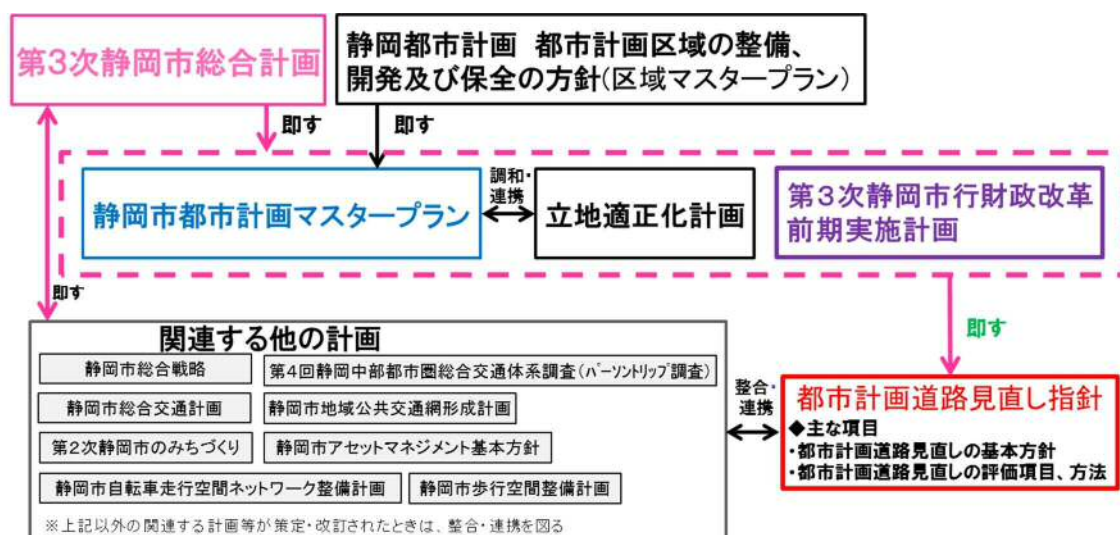 第3次静岡市総合計画
静岡都市計画 都市計画区域の整備、
開発及び保全の方針(区域マスタープラン)
即す
即す
静岡市都市計画マスタープラン
調和・
連携
立地適正化計画
第3次静岡市行財政改革
前期実施計画
即す
即す
関連する他の計画
静岡市総合戦略
第4回静岡中部都市圏総合交通体系調査(パーソントリップ調査)
静岡市総合交通計画
静岡市地域公共交通網形成計画
第2次静岡市のみちづくり
静岡市アセットマネジメント基本方針
静岡市自転車走行空間ネットワーク整備計画
静岡市歩行空間整備計画
※上記以外の関連する計画等が策定・改訂されたときは、整合・連携を図る
整合・
連携
都市計画道路見直し指針
◆主な項目
・都市計画道路見直しの基本方針
・都市計画道路見直しの評価項目、方法